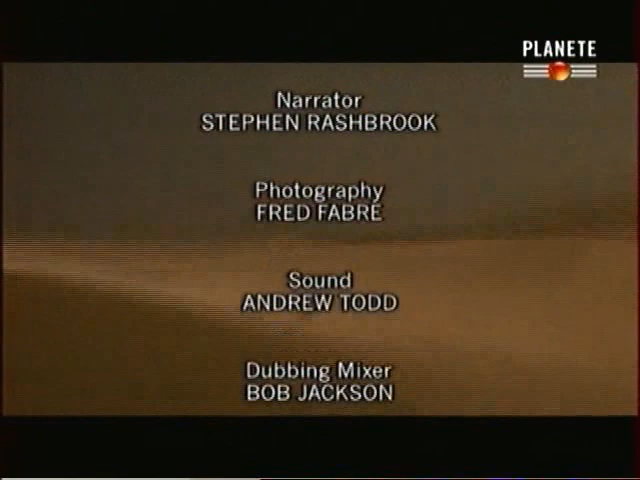 PLANETE
Narrator
STEPHEN RASHBROOK
Photography
FRED FABRE
Sound
ANDREW TODD
Dubbing Mixer
BOB JACKSON